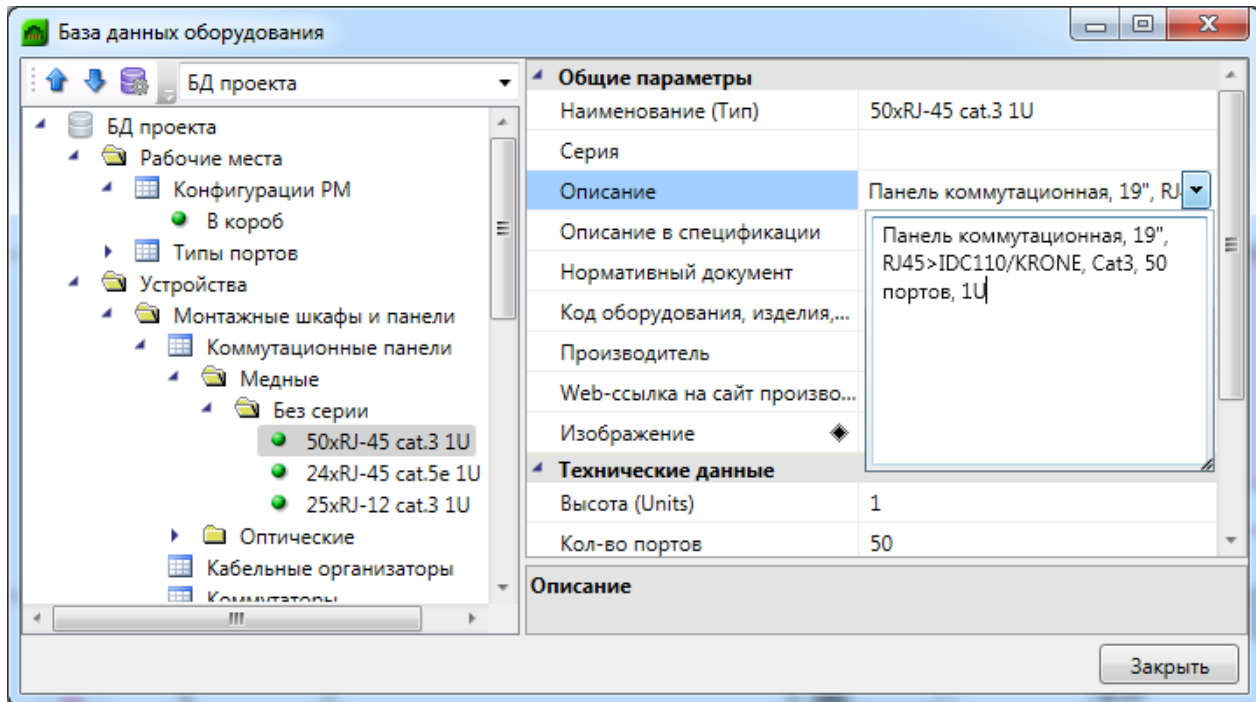 База данных оборудования
БД проекта
БД проекта
Рабочие места
Конфигурации РМ
В короб
Типы портов
Устройства
Монтажные шкафы и панели
Коммутационные панели
Медные
Без серии
50xRJ-45 cat.3 1U
24xRJ-45 cat.5e 1U
25xRJ-12 cat.3 1U
Оптические
Кабельные организаторы
Коммутаторы
Общие параметры
Наименование (Тип) 50xRJ-45 cat.3 1U
Серия
Описание Панель коммутационная, 19", RJ
Описание в спецификации
Нормативный документ
Код оборудования, изделия,...
Производитель
Web-ссылка на сайт произво...
Изображение
Панель коммутационная, 19",
RJ45>IDC110/KRONE, Cat3, 50
портов, 1U
Технические данные
Высота (Units) 1
Кол-во портов 50
Описание
Закрыть